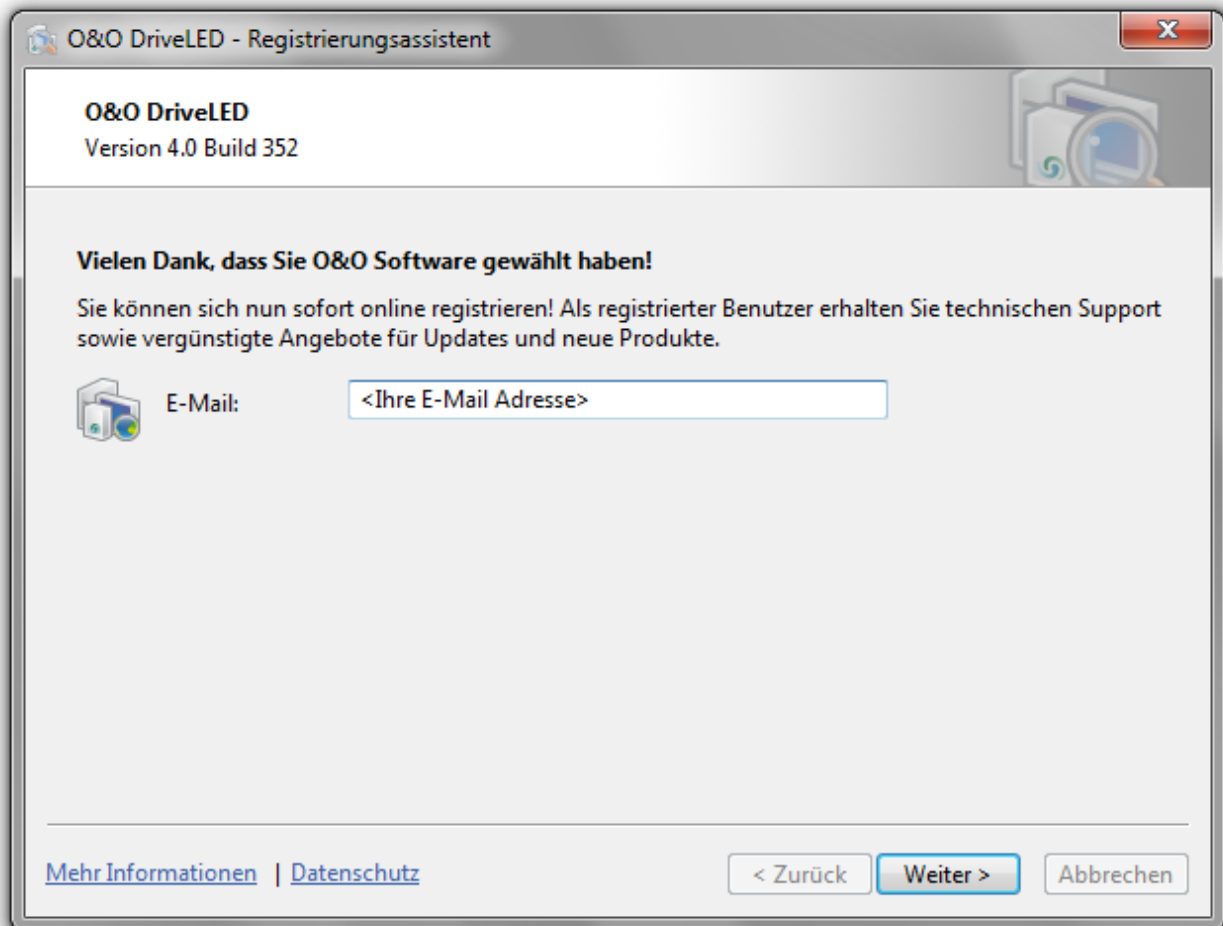 O&O DriveLED - Registrierungsassistent
O&O DriveLED
Version 4.0 Build 352
Vielen Dank, dass Sie O&O Software gewählt haben!
Sie können sich nun sofort online registrieren! Als registrierter Benutzer erhalten Sie technischen Support
sowie vergünstigte Angebote für Updates und neue Produkte.
E-Mail: <Ihre E-Mail Adresse>
Mehr Informationen | Datenschutz < Zurück Weiter > Abbrechen